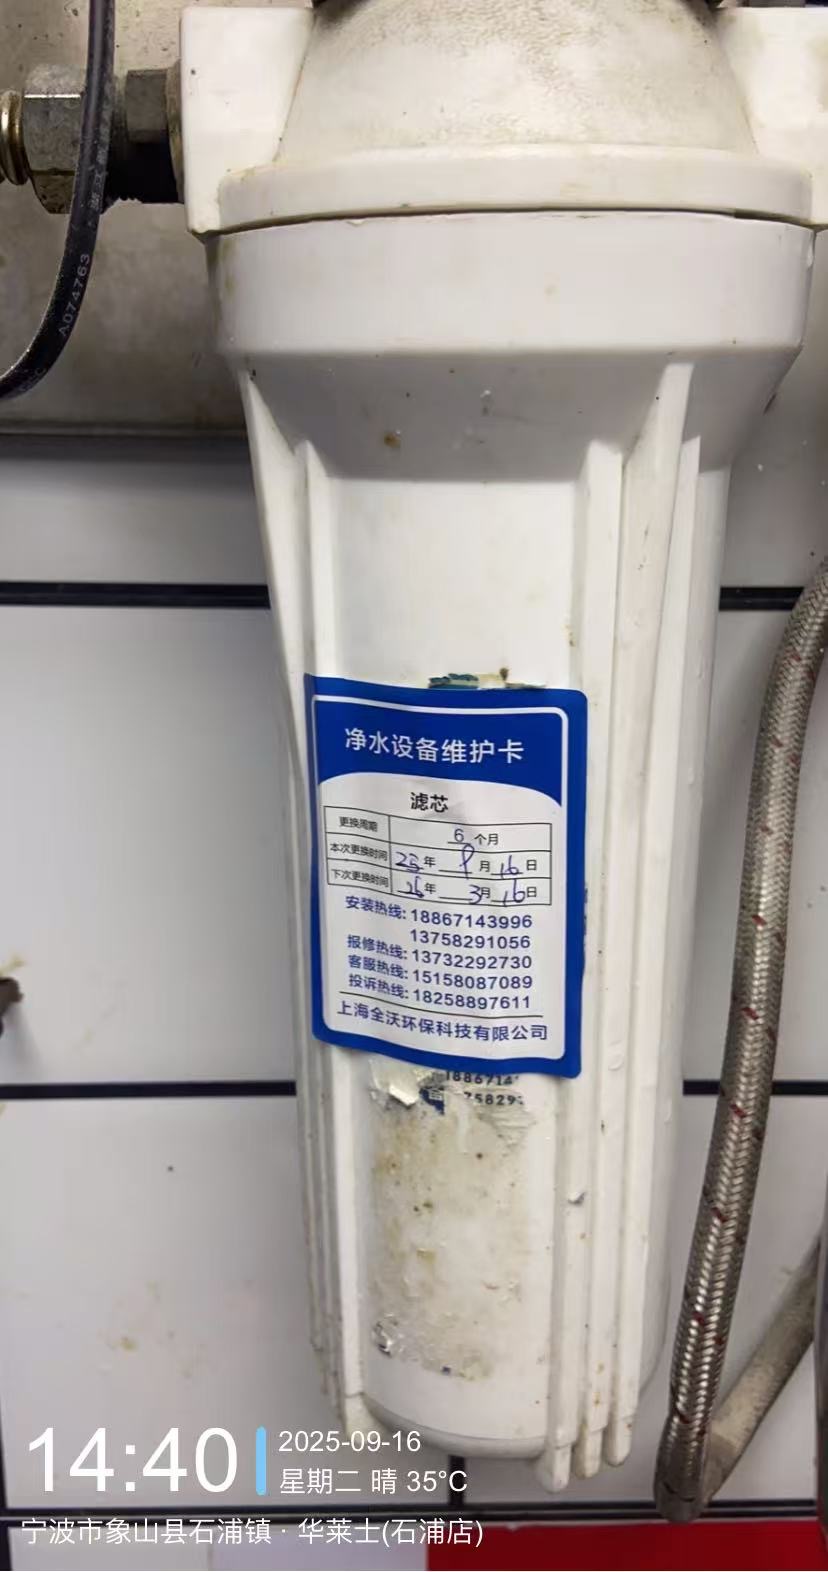 A074763
净水设备维护卡
滤芯
更换周期 6 个月
本次更换时间 25年 9月16日
下次更换时间 26年 3月16日
安装热线:18867143996
13758291056
报修热线:13732292730
客服热线:15158087089
投诉热线:18258897611
上海全沃环保科技有限公司
1886714
75829
14:40
2025-09-16
星期二 晴 35°C
宁波市象山县石浦镇 · 华莱士(石浦店)